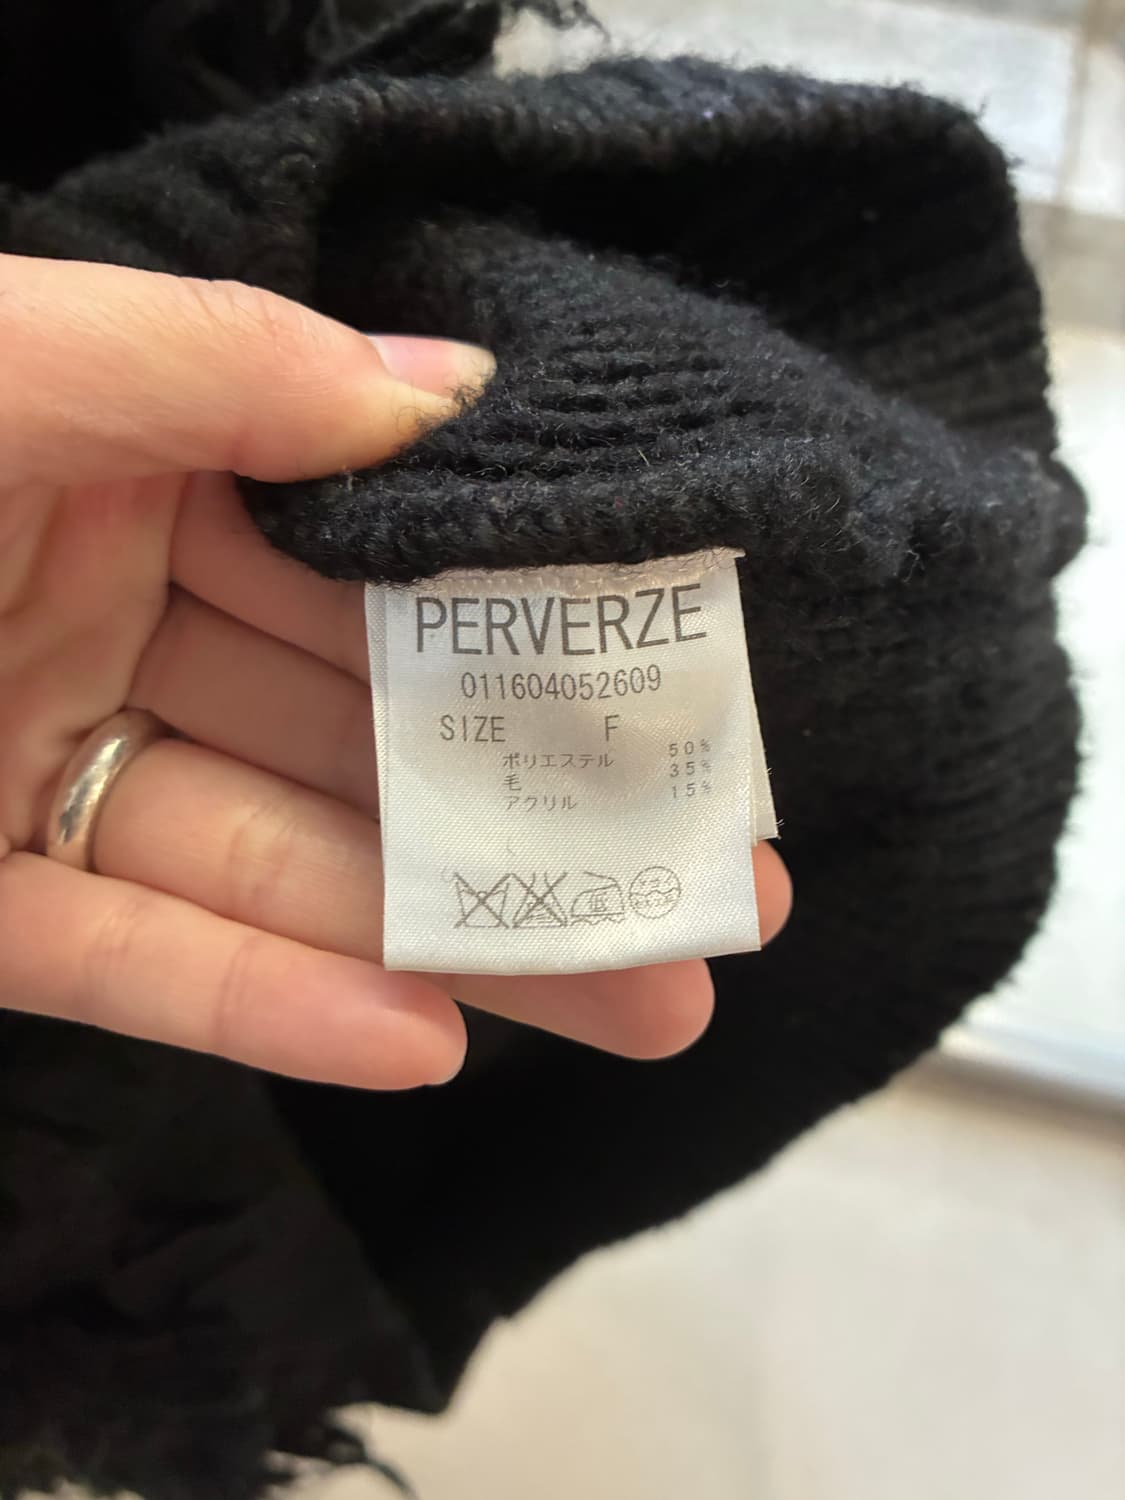 PERVERZE
011604052609
SIZE F
ポリエステル 50%
毛 35%
アクリル 15%